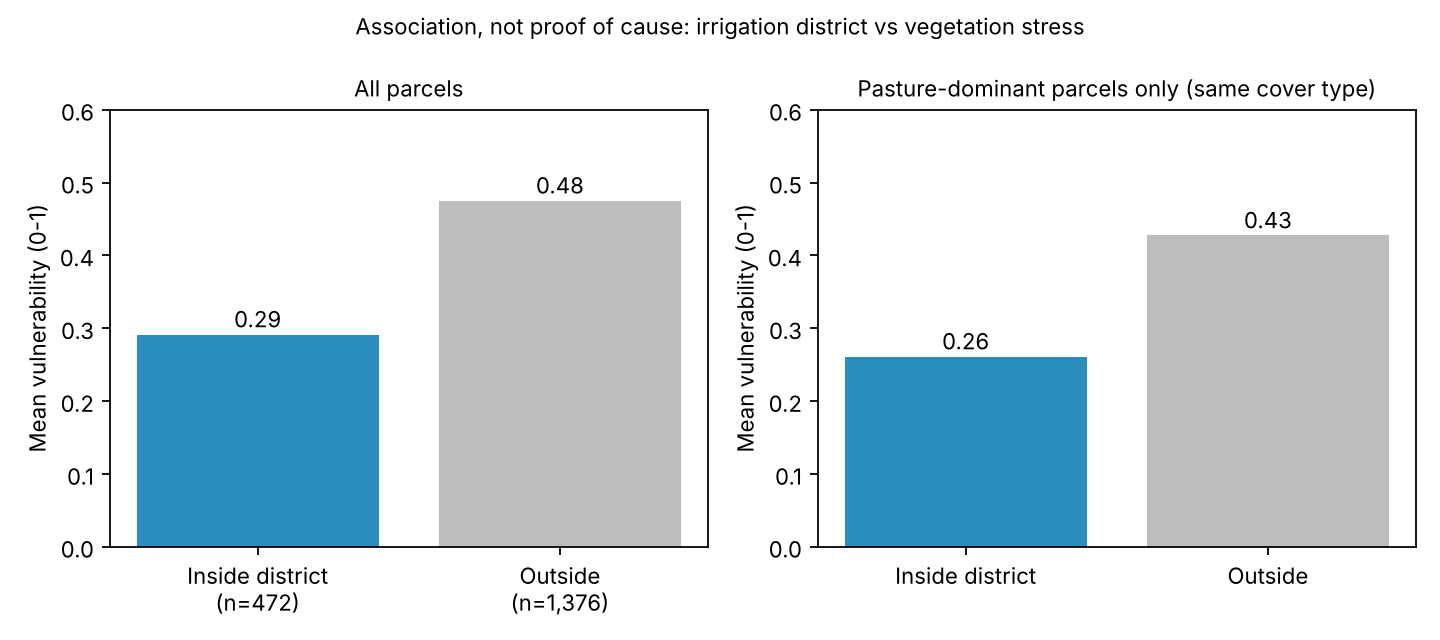 Association, not proof of cause: irrigation district vs vegetation stress
All parcels
Mean vulnerability (0-1)
0.6
0.5
0.4
0.3
0.2
0.1
0.0
0.29
0.48
Inside district
(n=472)
Outside
(n=1,376)
Pasture-dominant parcels only (same cover type)
Mean vulnerability (0-1)
0.6
0.5
0.4
0.3
0.2
0.1
0.0
0.26
0.43
Inside district
Outside